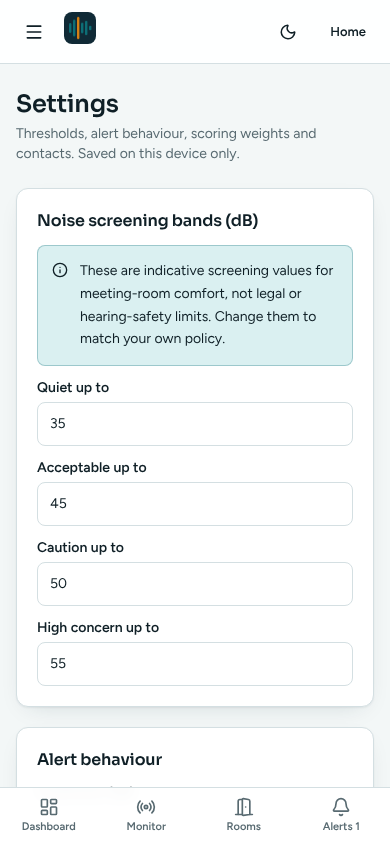 Home
Settings
Thresholds, alert behaviour, scoring weights and
contacts. Saved on this device only.
Noise screening bands (dB)
These are indicative screening values for
meeting-room comfort, not legal or
hearing-safety limits. Change them to
match your own policy.
Quiet up to
35
Acceptable up to
45
Caution up to
50
High concern up to
55
Alert behaviour
Dashboard
Monitor
Rooms
Alerts 1